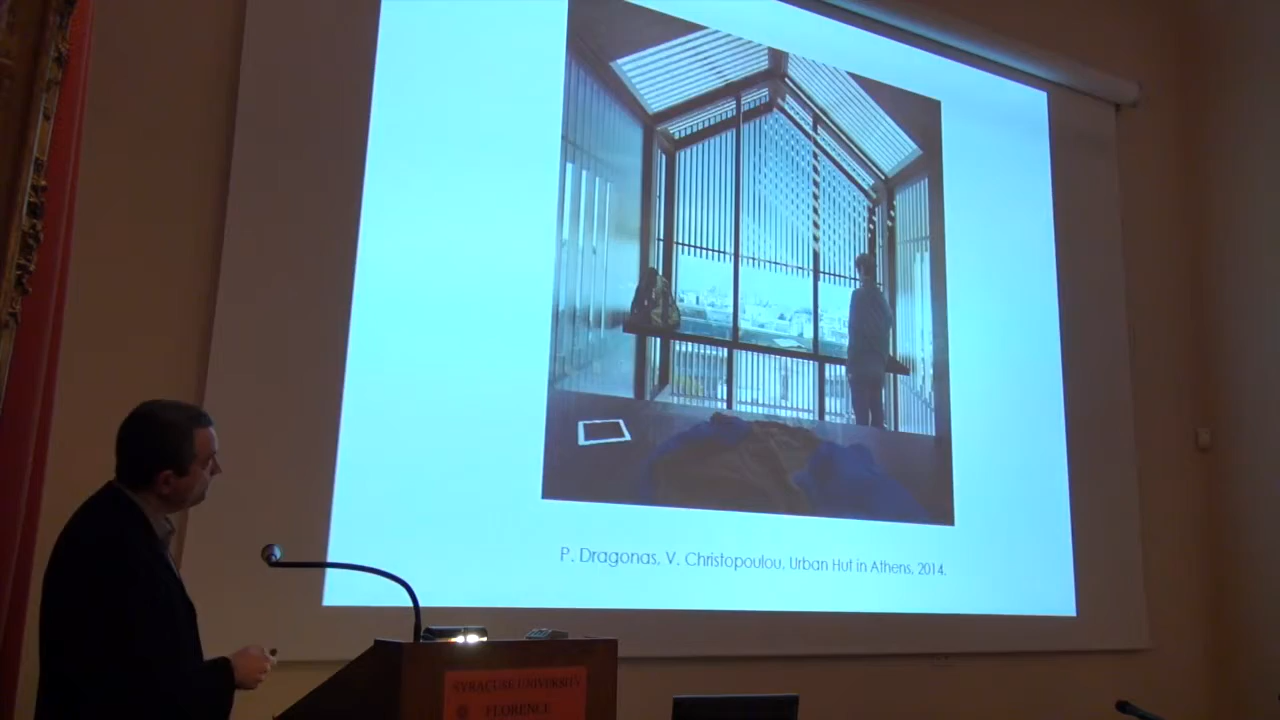 P. Dragonas, V. Christopoulou, Urban Hut in Athens, 2014.
SYRACUSE UNIVERSITY
FLORENCE